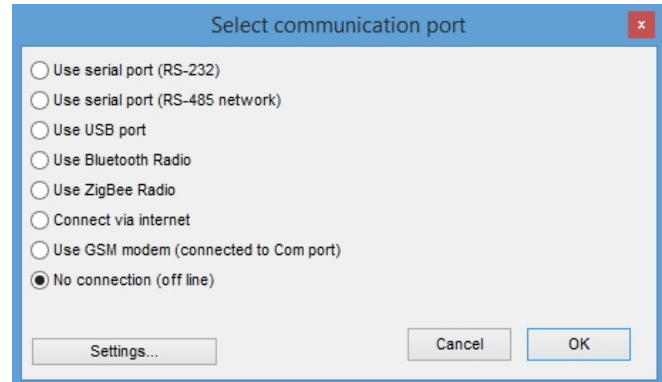 Select communication port
x
Use serial port (RS-232)
Use serial port (RS-485 network)
Use USB port
Use Bluetooth Radio
Use ZigBee Radio
Connect via internet
Use GSM modem (connected to Com port)
No connection (off line)
Settings... Cancel OK